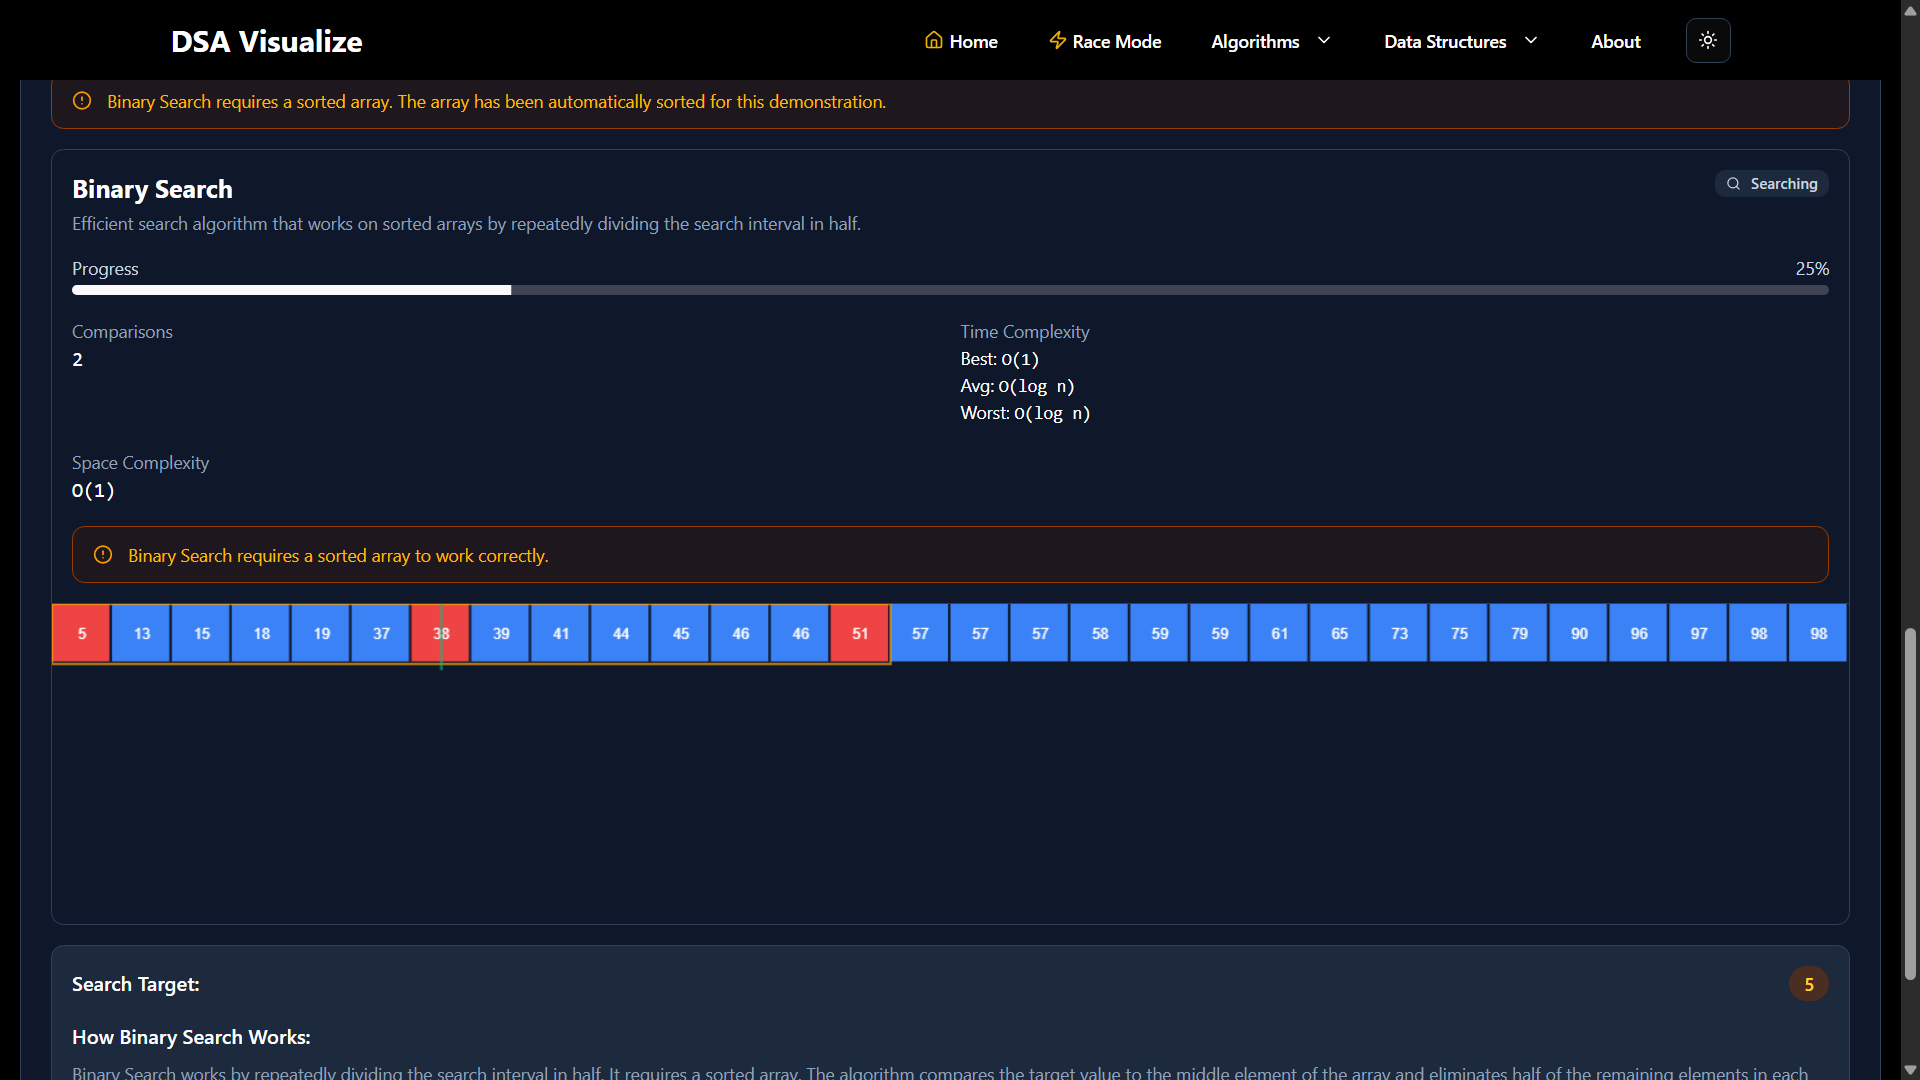 DSA Visualize
Home
Race Mode
Algorithms
Data Structures
About
Binary Search requires a sorted array. The array has been automatically sorted for this demonstration.
Binary Search
Searching
Efficient search algorithm that works on sorted arrays by repeatedly dividing the search interval in half.
Progress
25%
Comparisons
2
Time Complexity
Best: O(1)
Avg: O(log n)
Worst: O(log n)
Space Complexity
O(1)
Binary Search requires a sorted array to work correctly.
5 13 15 18 19 37 38 39 41 44 45 46 46 51 57 57 57 58 59 59 61 65 73 75 79 90 96 97 98 98
Search Target:
5
How Binary Search Works:
Binary Search works by repeatedly dividing the search interval in half. It requires a sorted array. The algorithm compares the target value to the middle element of the array and eliminates half of the remaining elements in each